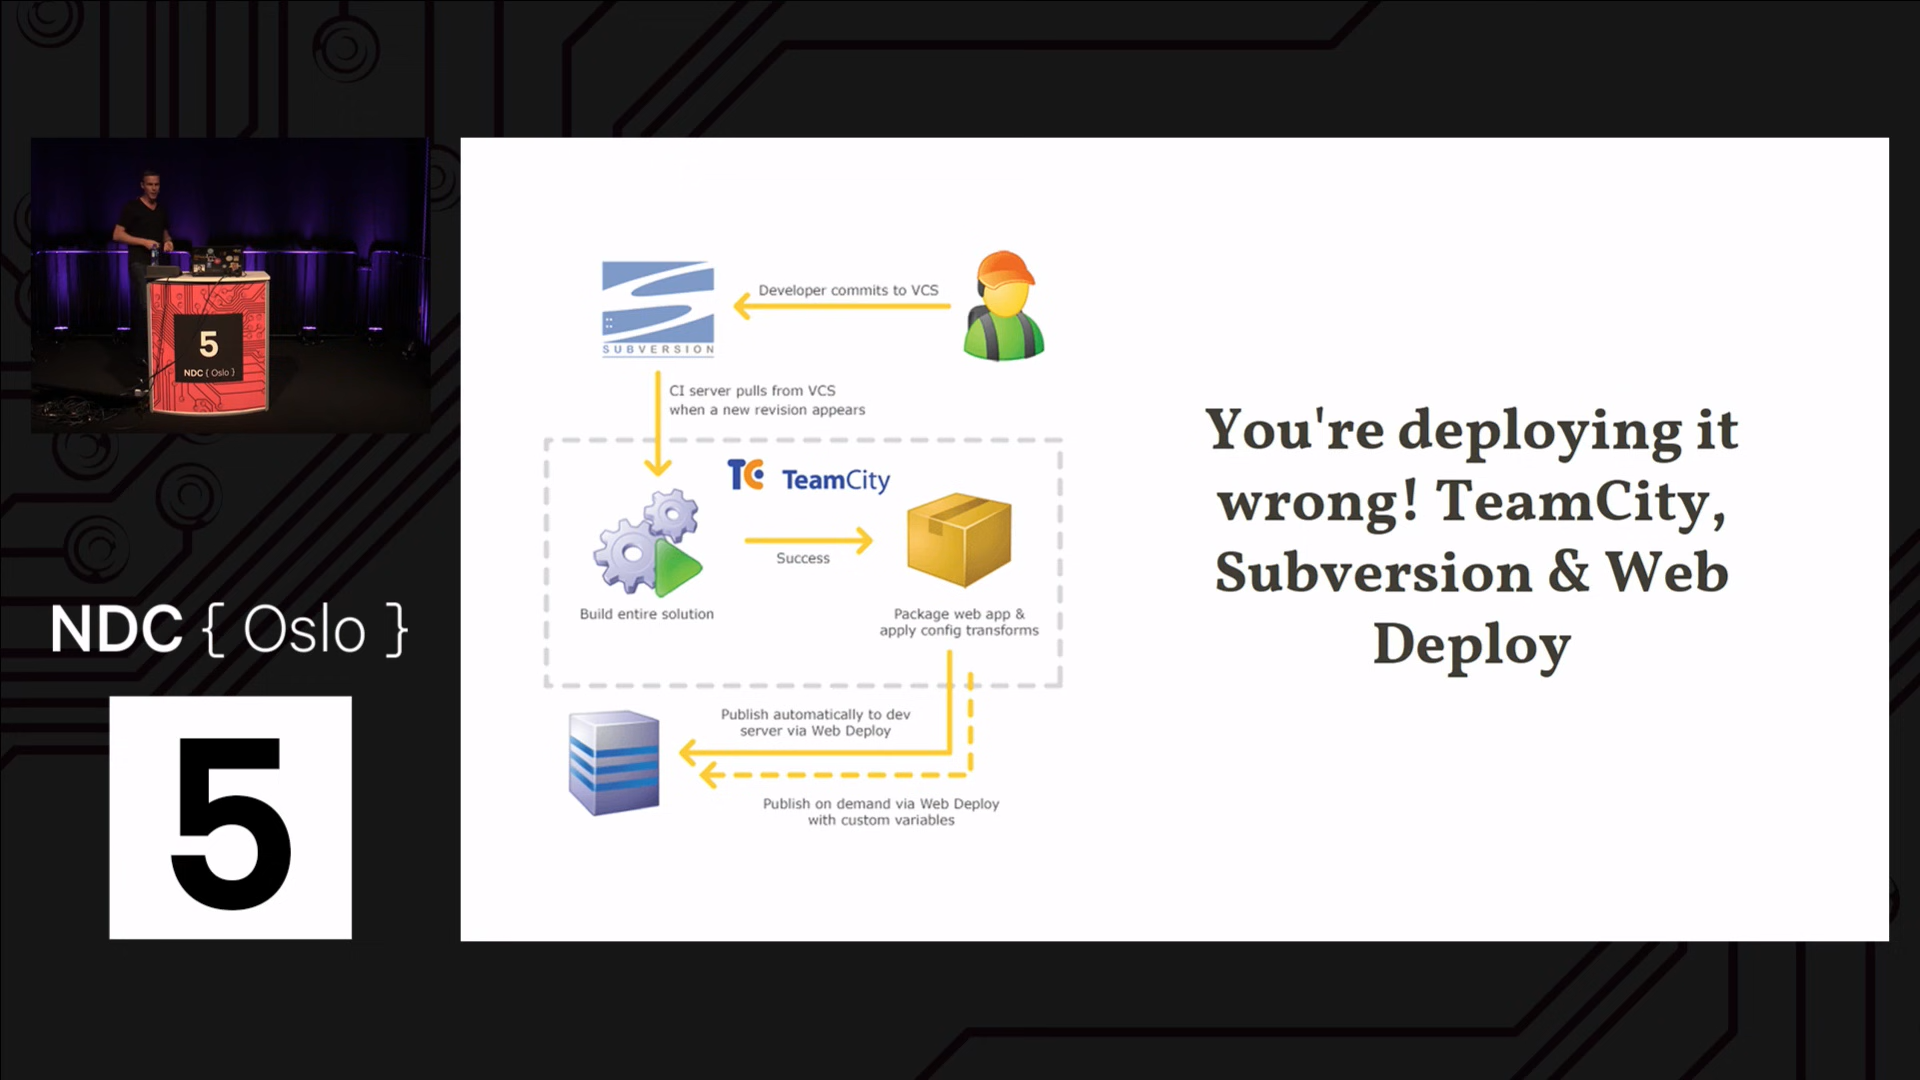 5
NDC { Oslo }
NDC { Oslo }
5
SUBVERSION
Developer commits to VCS
CI server pulls from VCS
when a new revision appears
TC TeamCity
Success
Build entire solution
Package web app &
apply config transforms
Publish automatically to dev
server via Web Deploy
Publish on demand via Web Deploy
with custom variables
You're deploying it
wrong! TeamCity,
Subversion & Web
Deploy